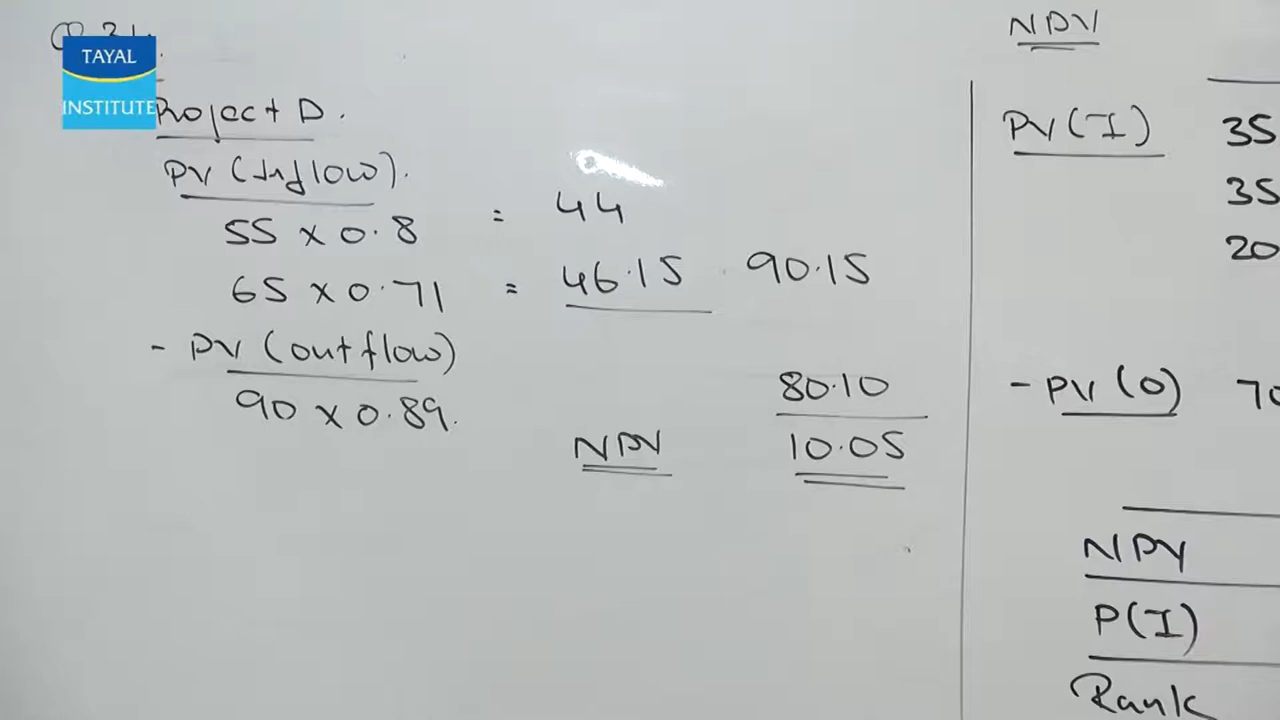 TAYAL
INSTITUTE
Project D.
PV (Inflow).
55 x 0.8 = 44
65 x 0.71 = 46.15 90.15
- PV (outflow)
90 x 0.89. 80.10
NPV 10.05
NPV
PV(I) 35
35
20
- PV (O) 70
NPV
P(I)
Rank